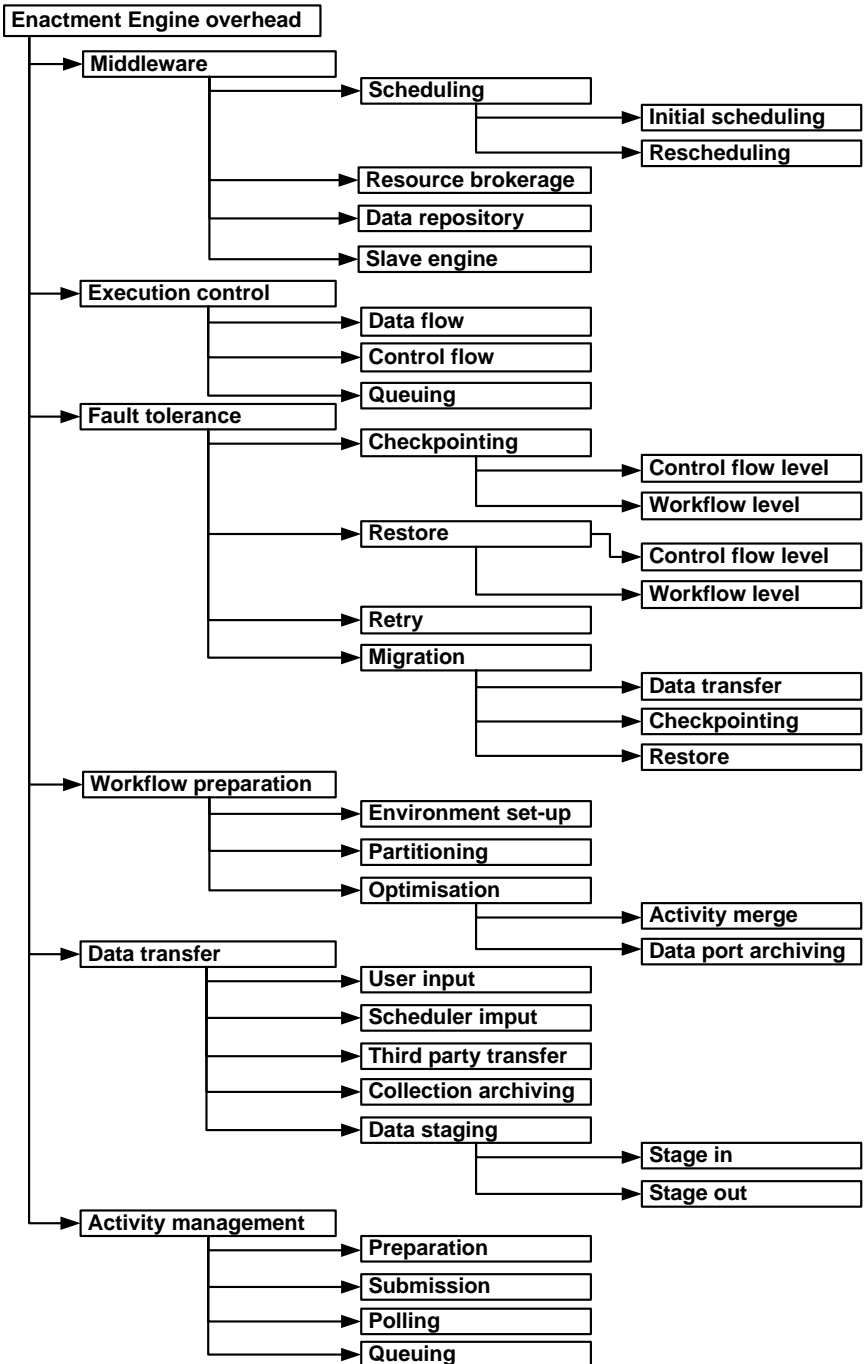 Enactment Engine overhead
Middleware
Scheduling
Initial scheduling
Rescheduling
Resource brokerage
Data repository
Slave engine
Execution control
Data flow
Control flow
Queuing
Fault tolerance
Checkpointing
Control flow level
Workflow level
Restore
Control flow level
Workflow level
Retry
Migration
Data transfer
Checkpointing
Restore
Workflow preparation
Environment set-up
Partitioning
Optimisation
Activity merge
Data port archiving
Data transfer
User input
Scheduler imput
Third party transfer
Collection archiving
Data staging
Stage in
Stage out
Activity management
Preparation
Submission
Polling
Queuing